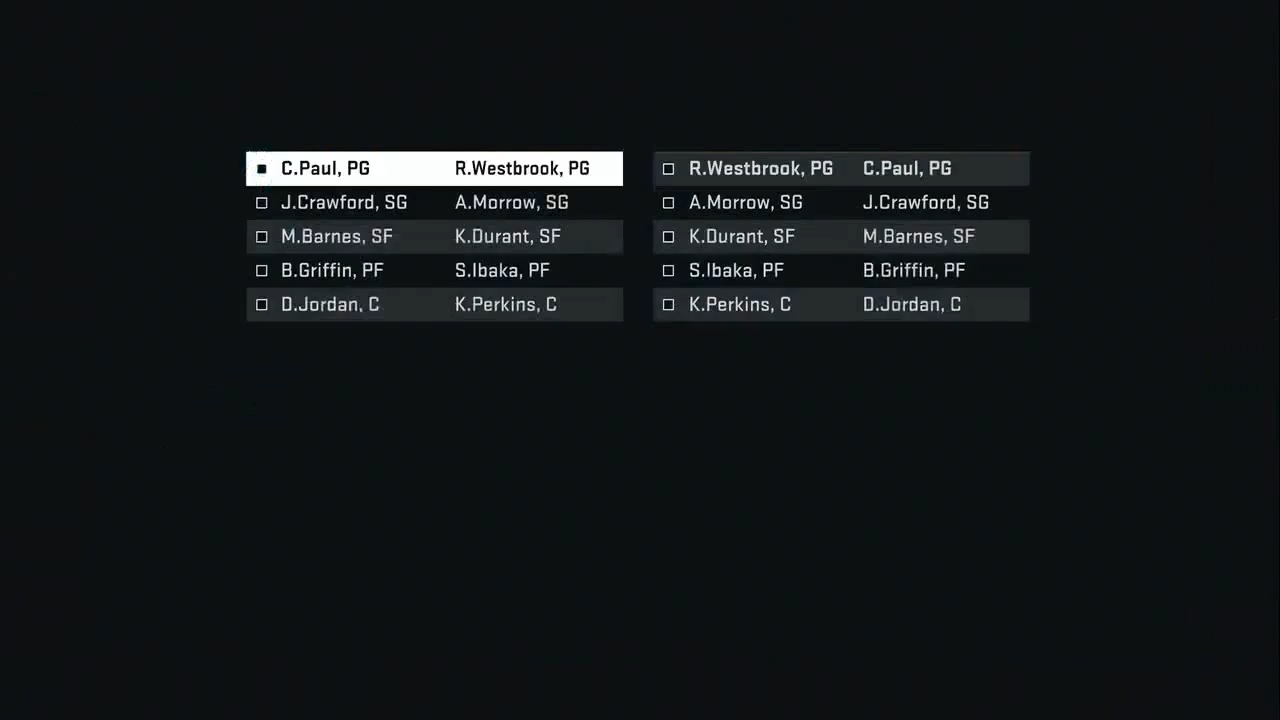 C.Paul, PG R.Westbrook, PG R.Westbrook, PG C.Paul, PG
J.Crawford, SG A.Morrow, SG A.Morrow, SG J.Crawford, SG
M.Barnes, SF K.Durant, SF K.Durant, SF M.Barnes, SF
B.Griffin, PF S.Ibaka, PF S.Ibaka, PF B.Griffin, PF
D.Jordan, C K.Perkins, C K.Perkins, C D.Jordan, C